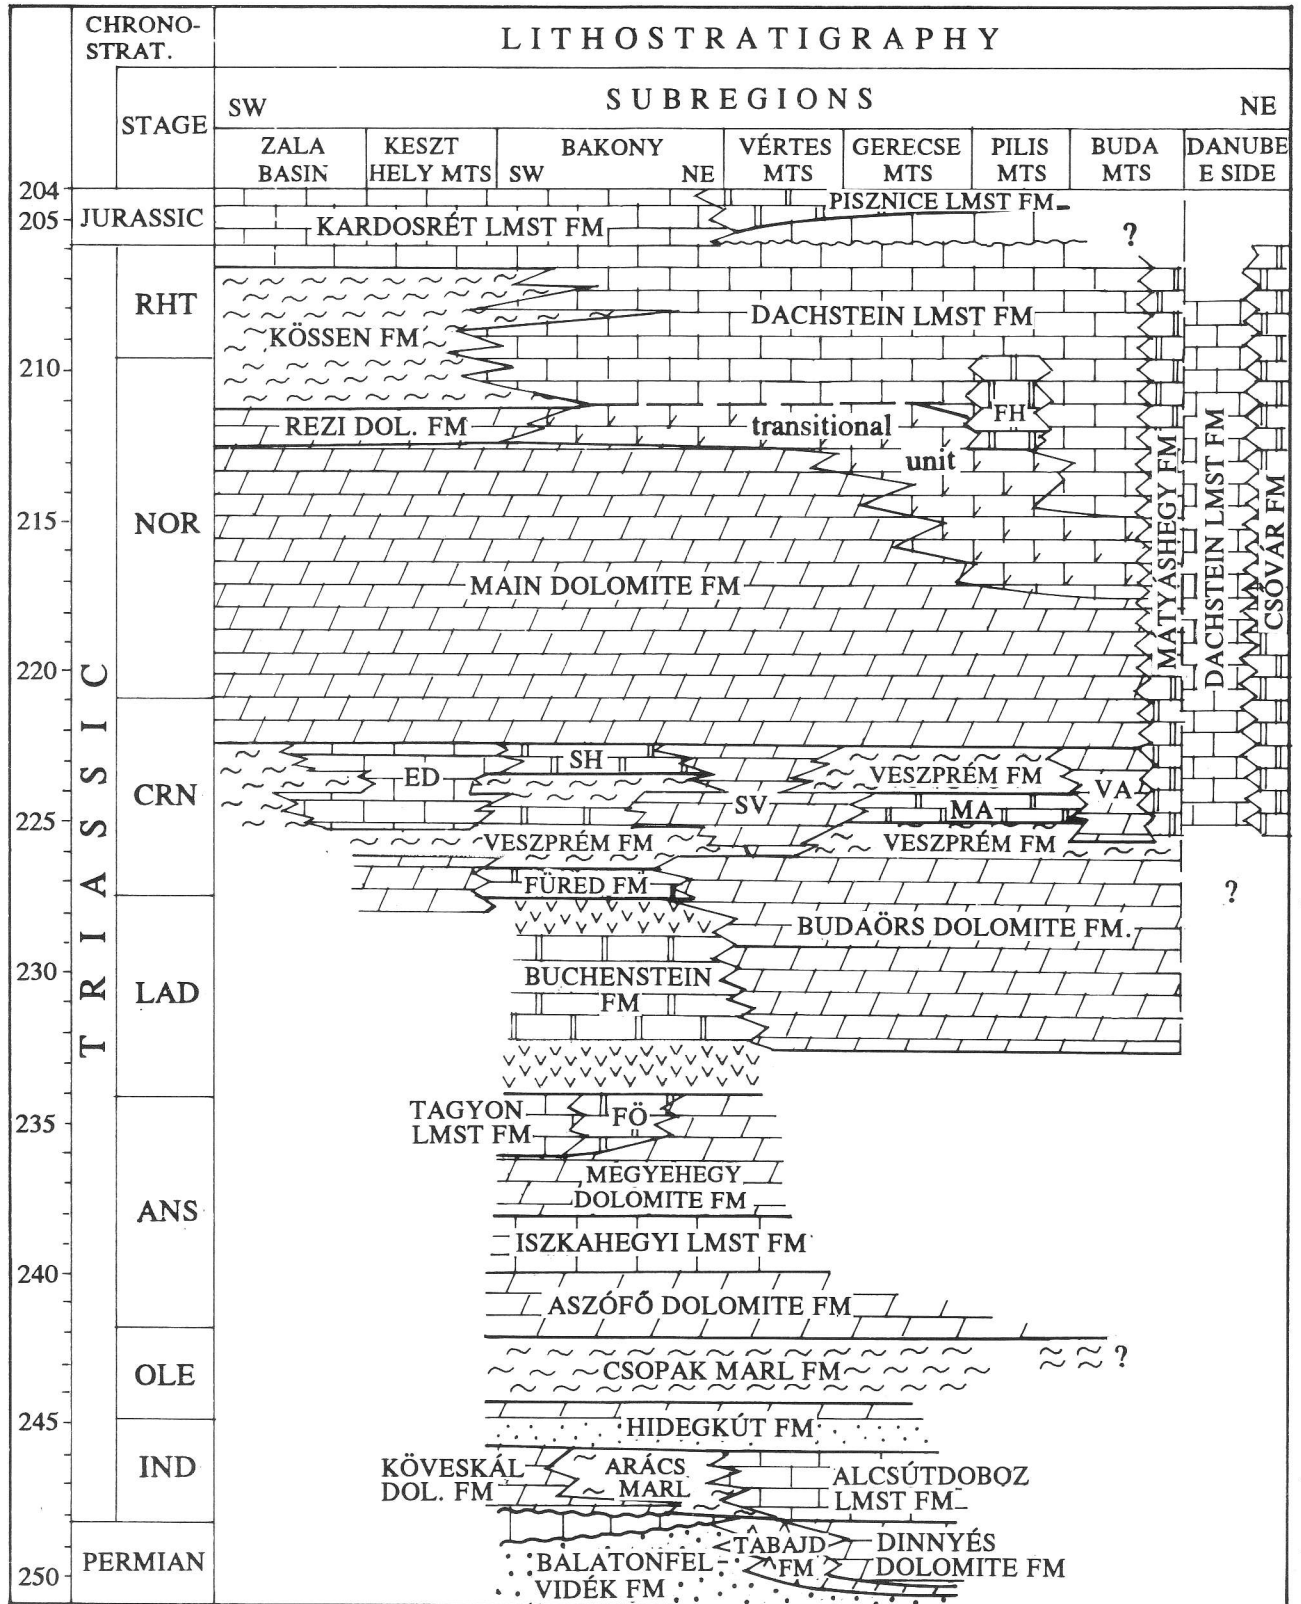 CHRONO-
STRAT.
LITHOSTRATIGRAPHY
STAGE
SW
SUBREGIONS
NE
ZALA
BASIN
KESZT
HELY MTS
BAKONY
SW
NE
VÉRTES
MTS
GERECSE
MTS
PILIS
MTS
BUDA
MTS
DANUBE
E SIDE
204
205
JURASSIC
PISZNICE LMST FM
KARDOSRÉT LMST FM
?
TRIASSIC
RHT
KÖSSEN FM
DACHSTEIN LMST FM
210
REZI DOL. FM
transitional
unit
FH
NOR
215
MAIN DOLOMITE FM
MÁTYÁSHEGY FM
DACHSTEIN LMST FM
CSŐVÁR FM
220
CRN
ED
SH
SV
VESZPRÉM FM
MA
VA
225
VESZPRÉM FM
VESZPRÉM FM
FÜRED FM
?
BUDAÖRS DOLOMITE FM.
230
LAD
BUCHENSTEIN
FM
235
TAGYON
LMST FM
FÖ
MEGYEHEGY
DOLOMITE FM
ANS
ISZKAHEGYI LMST FM
240
ASZÓFŐ DOLOMITE FM
OLE
CSOPAK MARL FM
?
245
HIDEGKÚT FM
IND
KÖVESKÁL
DOL. FM
ARÁCS
MARL
ALCSÚTDOBOZ
LMST FM
PERMIAN
250
BALATONFEL
VIDÉK FM
TABAJD
FM
DINNYÉS
DOLOMITE FM